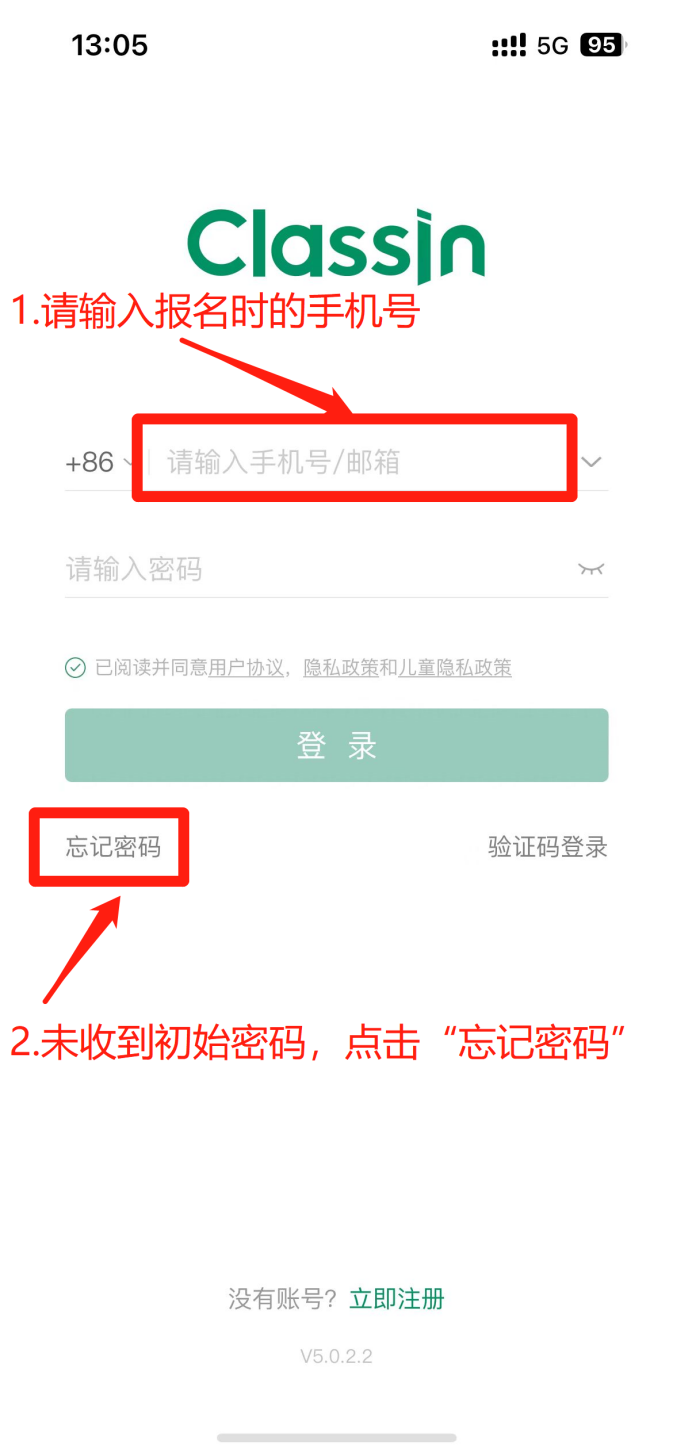 13:05 5G 95
ClassIn
1.请输入报名时的手机号
+86 请输入手机号/邮箱
请输入密码
已阅读并同意用户协议，隐私政策和儿童隐私政策
登 录
忘记密码 验证码登录
2.未收到初始密码，点击“忘记密码”
没有账号？立即注册
V5.0.2.2